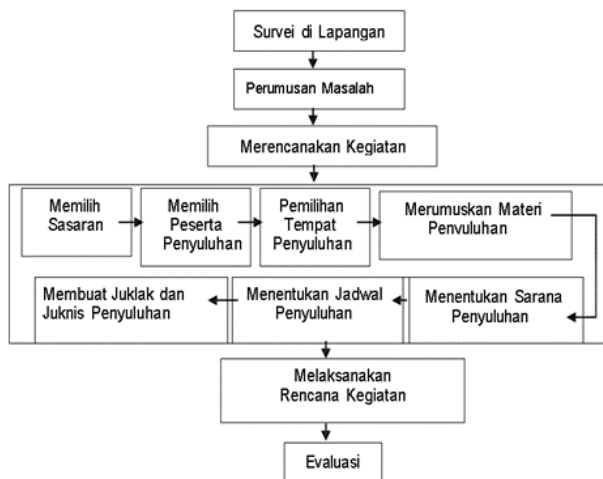 Survei di Lapangan
Perumusan Masalah
Merencanakan Kegiatan
Memilih
Sasaran
Memilih
Peserta
Penyuluhan
Pemilihan
Tempat
Penyuluhan
Merumuskan Materi
Penvuluhan
Membuat Juklak dan
Juknis Penyuluhan
Menentukan Jadwal
Penyuluhan
Menentukan Sarana
Penyuluhan
Melaksanakan
Rencana Kegiatan
Evaluasi